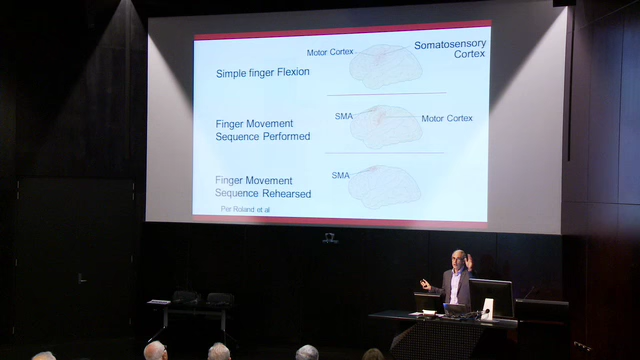 Motor Cortex
Somatosensory
Cortex
Simple finger Flexion
SMA
Motor Cortex
Finger Movement
Sequence Performed
SMA
Finger Movement
Sequence Rehearsed
Per Roland et al